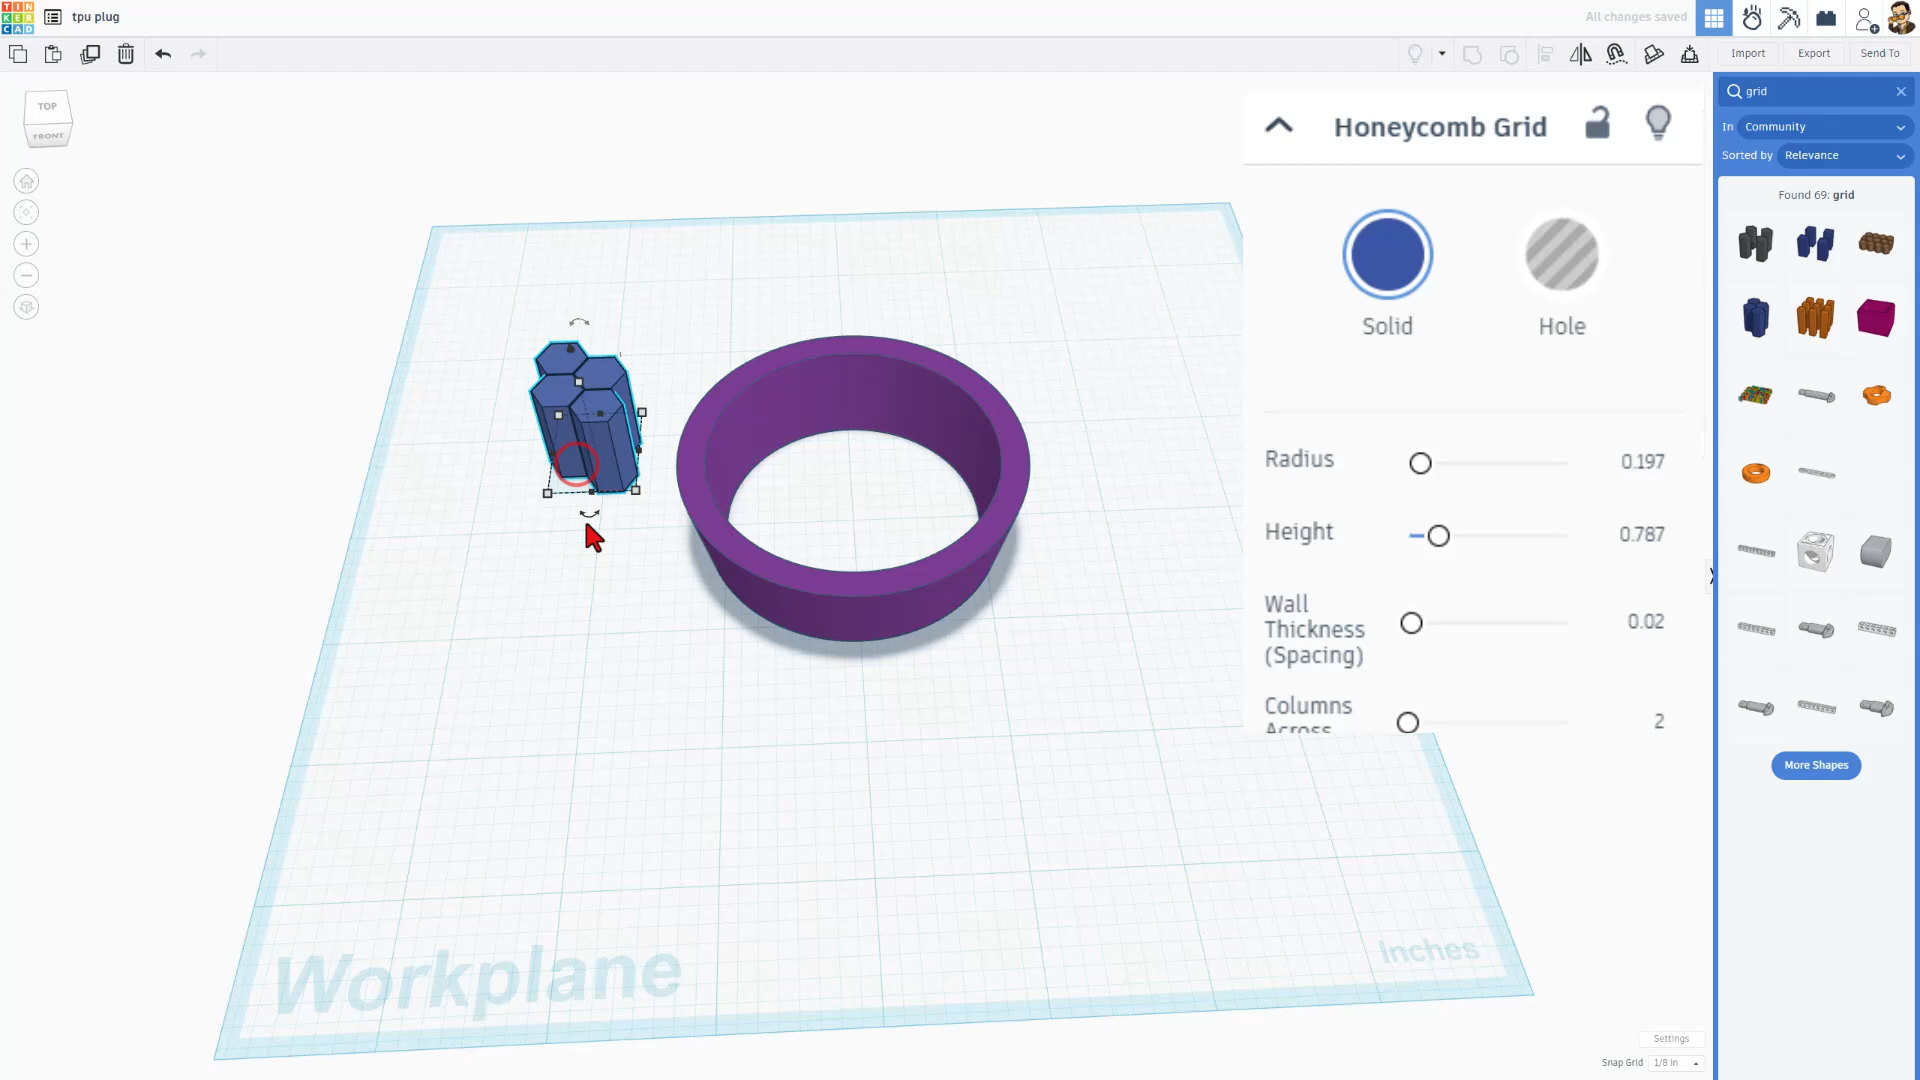 TIN
KER
CAD
tpu plug
All changes saved
Import
Export
Send To
TOP
FRONT
Honeycomb Grid
Solid
Hole
Radius
0.197
Height
0.787
Wall
Thickness
(Spacing)
0.02
Columns
Across
2
grid
In
Community
Sorted by
Relevance
Found 69: grid
More Shapes
Workplane
Inches
Settings
Snap Grid
1/8 in